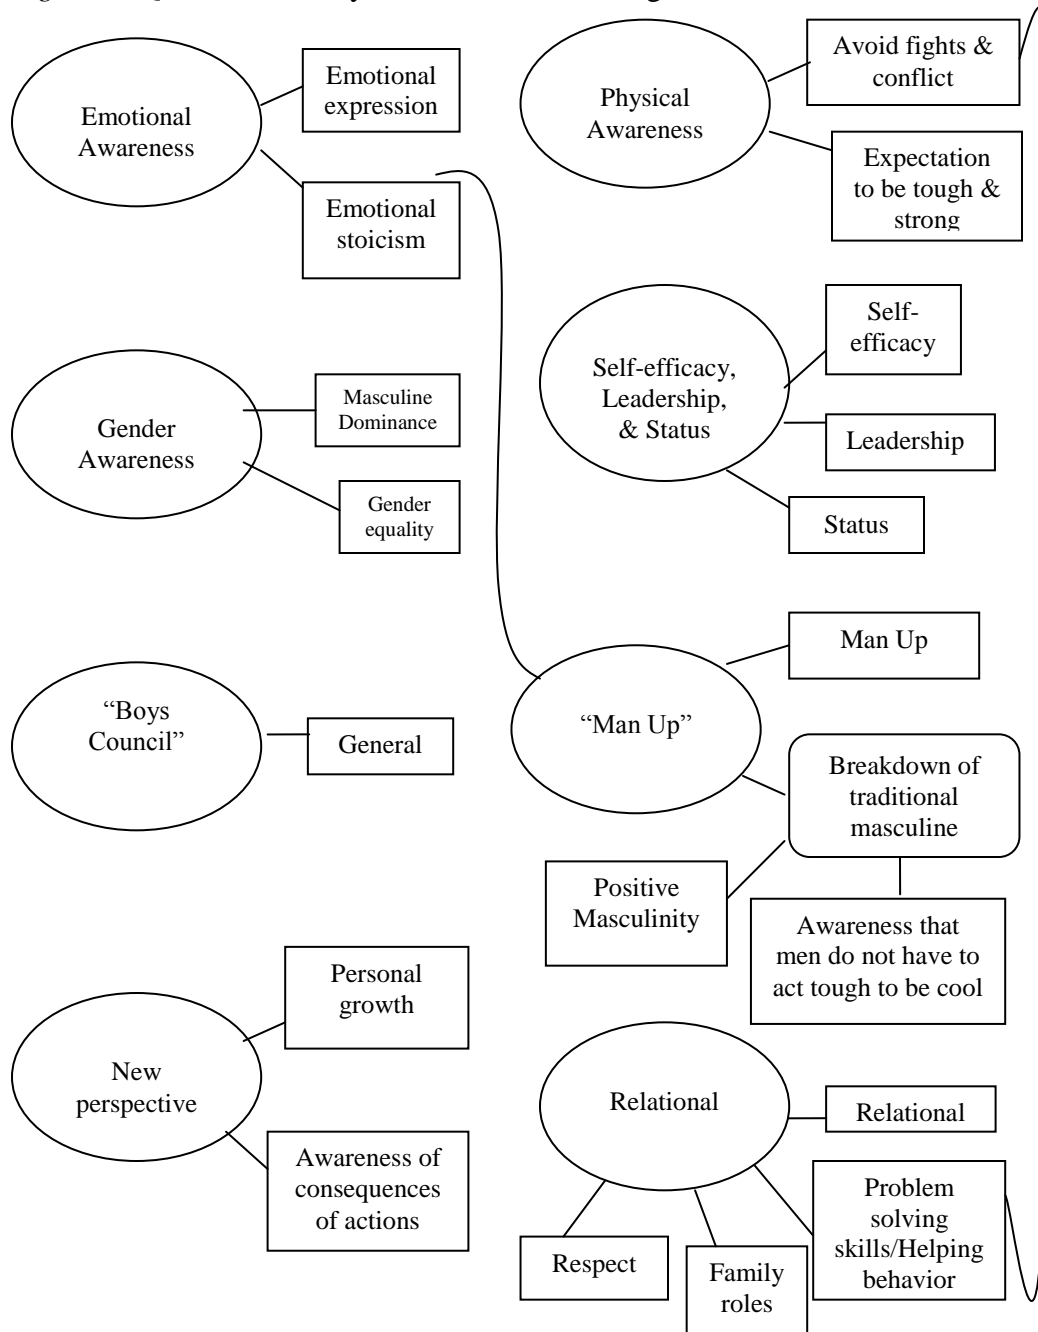 Emotional
Awareness
Emotional
expression
Emotional
stoicism
Physical
Awareness
Avoid fights &
conflict
Expectation
to be tough &
strong
Gender
Awareness
Masculine
Dominance
Gender
equality
Self-efficacy,
Leadership,
& Status
Self-
efficacy
Leadership
Status
“Boys
Council”
General
“Man Up”
Man Up
Breakdown of
traditional
masculine
Positive
Masculinity
Awareness that
men do not have to
act tough to be cool
New
perspective
Personal
growth
Awareness of
consequences
of actions
Relational
Relational
Problem
solving
skills/Helping
behavior
Respect
Family
roles